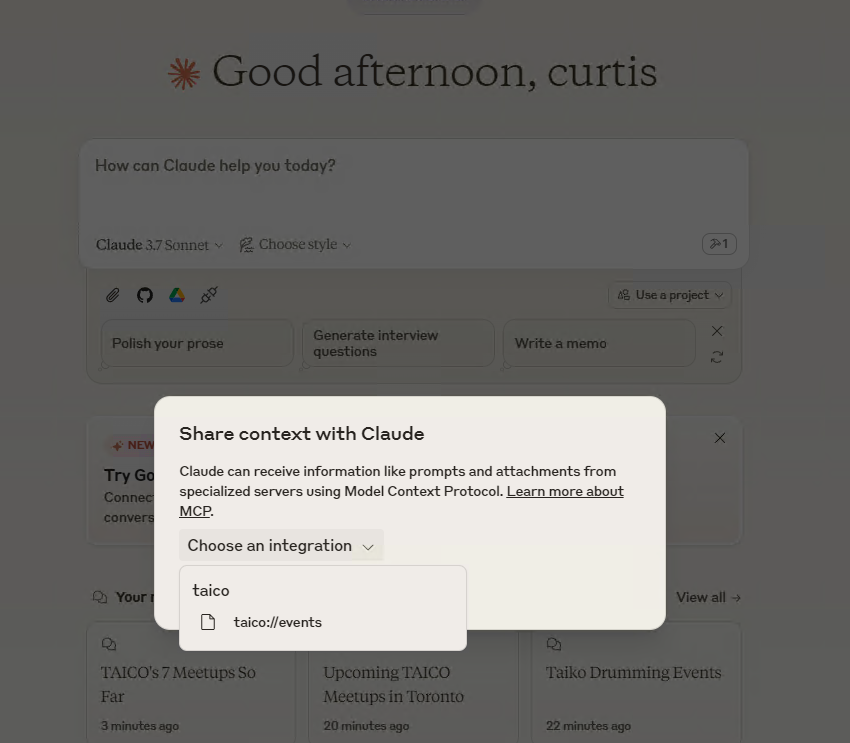 Good afternoon, curtis
How can Claude help you today?
Claude 3.7 Sonnet
Choose style
1
Use a project
Polish your prose
Generate interview
questions
Write a memo
Share context with Claude
NEW
Claude can receive information like prompts and attachments from
Try Go
specialized servers using Model Context Protocol. Learn more about
Connec
MCP.
convers
Choose an integration
taico
Your r
View all →
taico://events
TAICO's 7 Meetups So
Far
3 minutes ago
Upcoming TAICO
Meetups in Toronto
20 minutes ago
Taiko Drumming Events
22 minutes ago